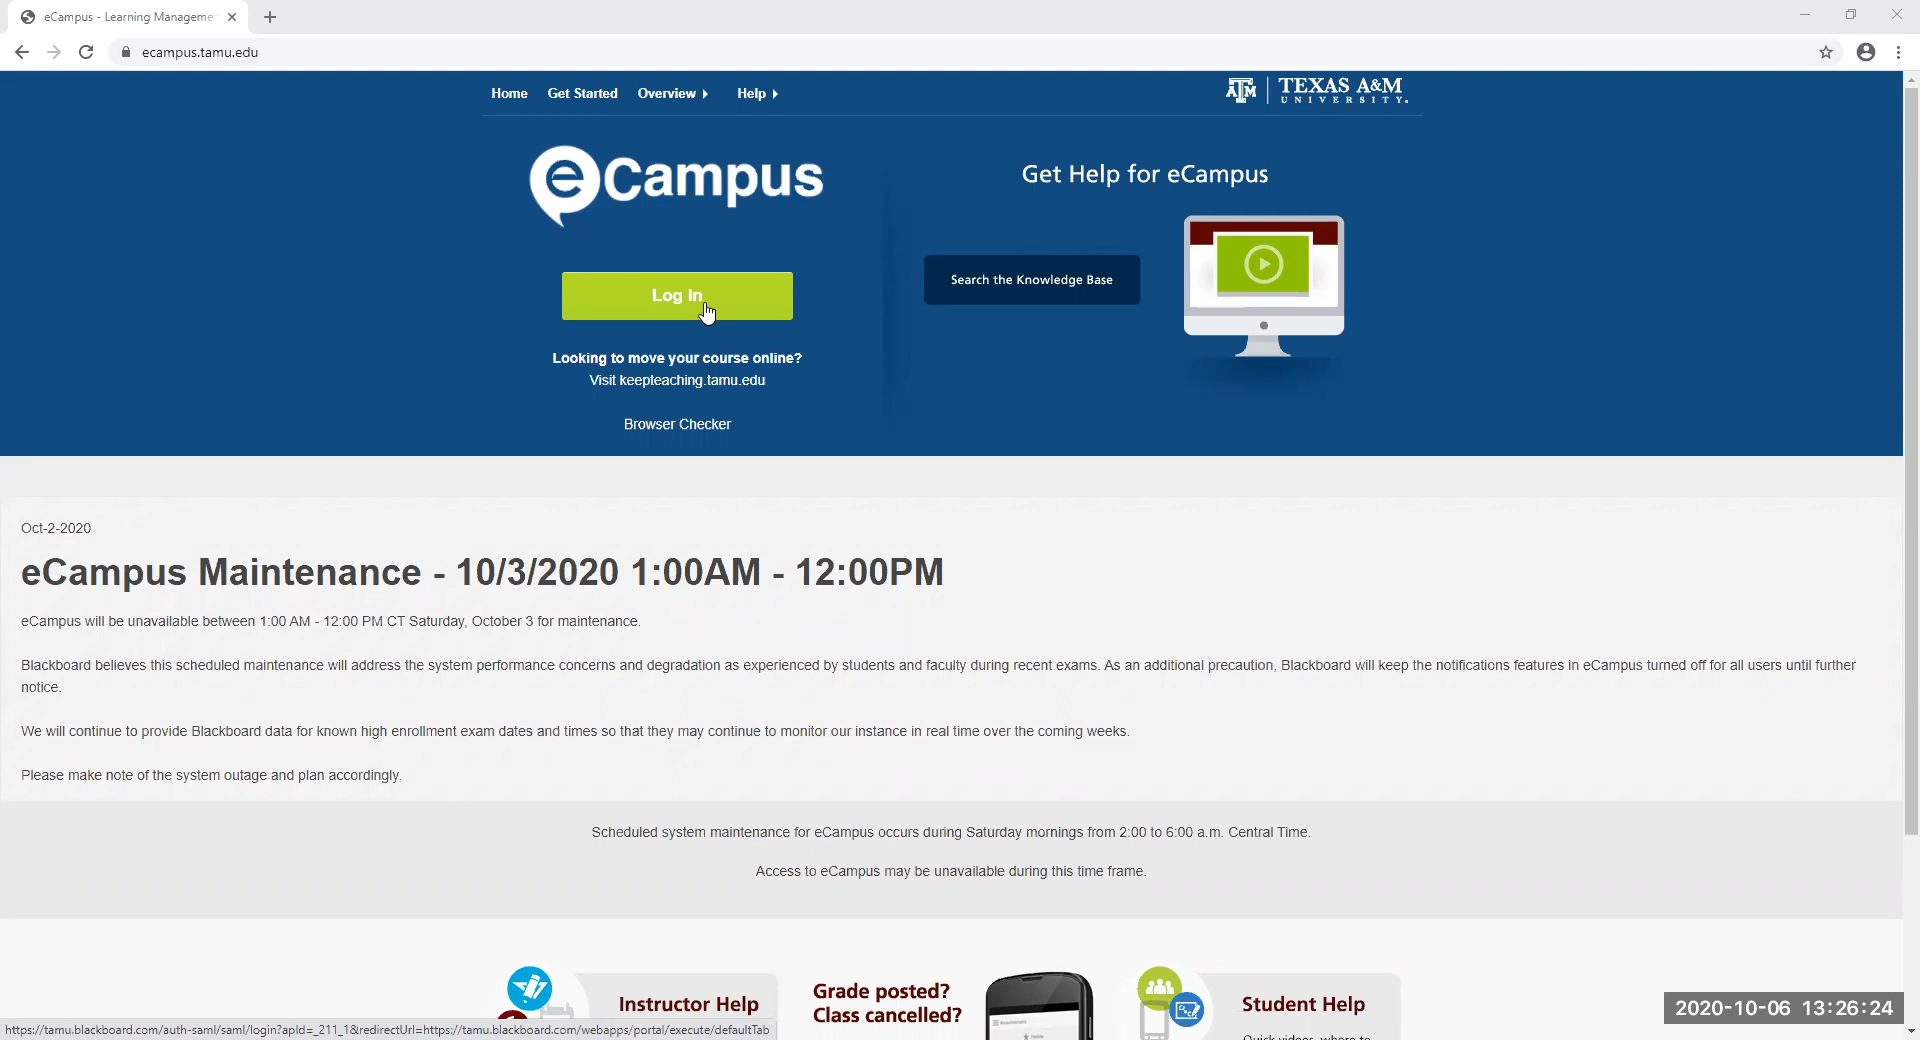 eCampus - Learning Manageme
ecampus.tamu.edu
Home Get Started Overview Help
ATM TEXAS A&M
UNIVERSITY.
eCampus
Get Help for eCampus
Log In
Search the Knowledge Base
Looking to move your course online?
Visit keepteaching.tamu.edu
Browser Checker
Oct-2-2020
eCampus Maintenance - 10/3/2020 1:00AM - 12:00PM
eCampus will be unavailable between 1:00 AM - 12:00 PM CT Saturday, October 3 for maintenance.
Blackboard believes this scheduled maintenance will address the system performance concerns and degradation as experienced by students and faculty during recent exams. As an additional precaution, Blackboard will keep the notifications features in eCampus turned off for all users until further
notice.
We will continue to provide Blackboard data for known high enrollment exam dates and times so that they may continue to monitor our instance in real time over the coming weeks.
Please make note of the system outage and plan accordingly.
Scheduled system maintenance for eCampus occurs during Saturday mornings from 2:00 to 6:00 a.m. Central Time.
Access to eCampus may be unavailable during this time frame.
Instructor Help
Grade posted?
Class cancelled?
Student Help
2020-10-06 13:26:24
https://tamu.blackboard.com/auth-saml/saml/login?apId=_211_1&redirectUrl=https://tamu.blackboard.com/webapps/portal/execute/defaultTab